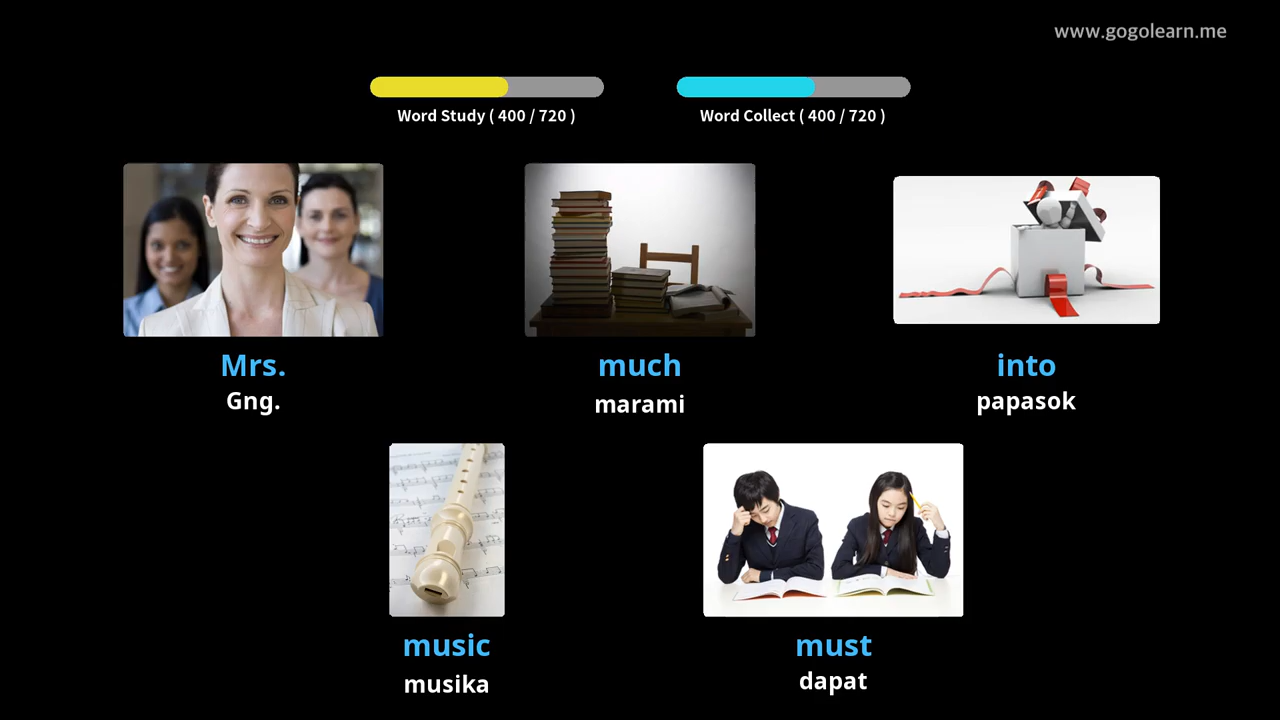 www.gogolearn.me
Word Study ( 400 / 720 )
Word Collect ( 400 / 720 )
Mrs.
Gng.
much
marami
into
papasok
music
musika
must
dapat